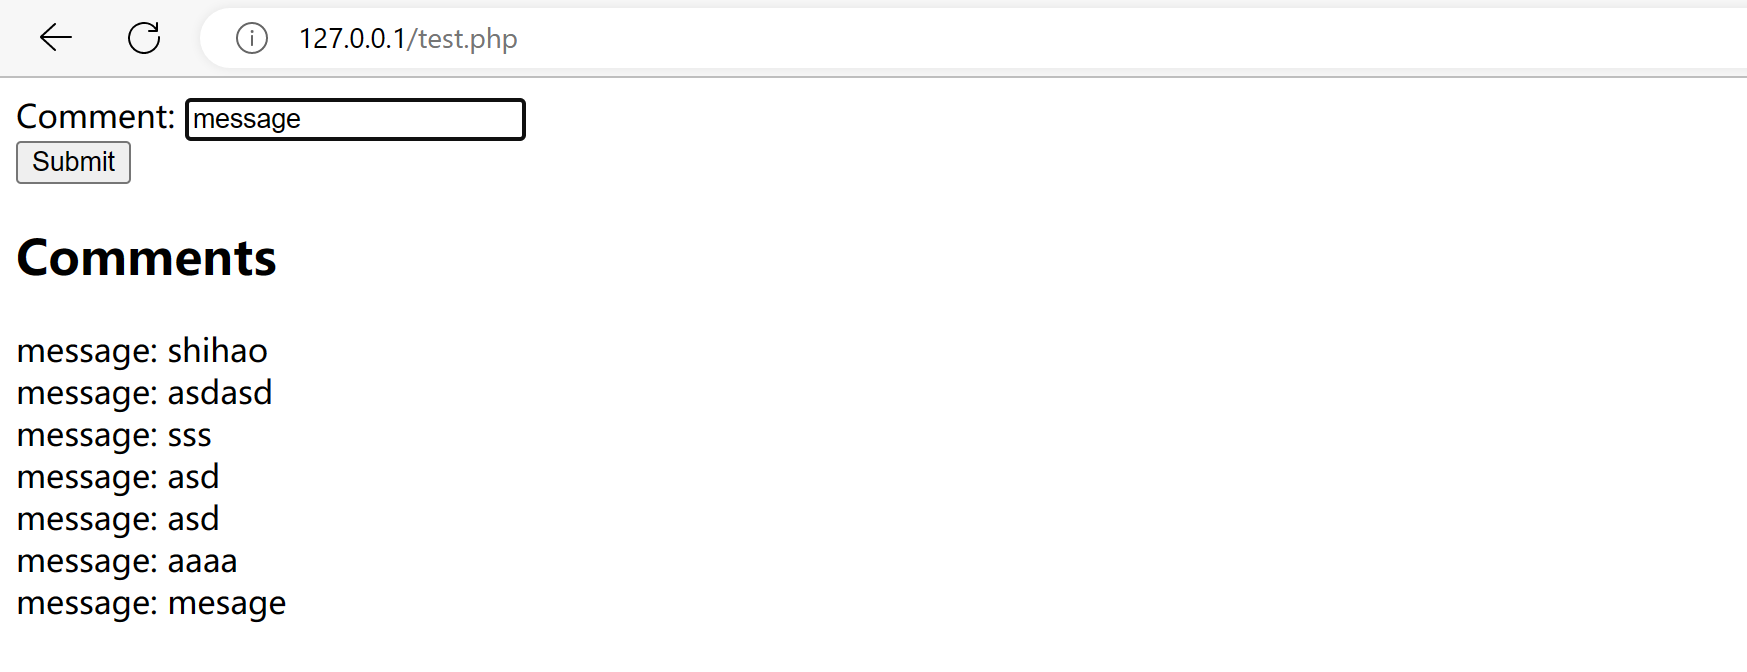 127.0.0.1/test.php
Comment: message
Submit
Comments
message: shihao
message: asdasd
message: sss
message: asd
message: asd
message: aaaa
message: mesage